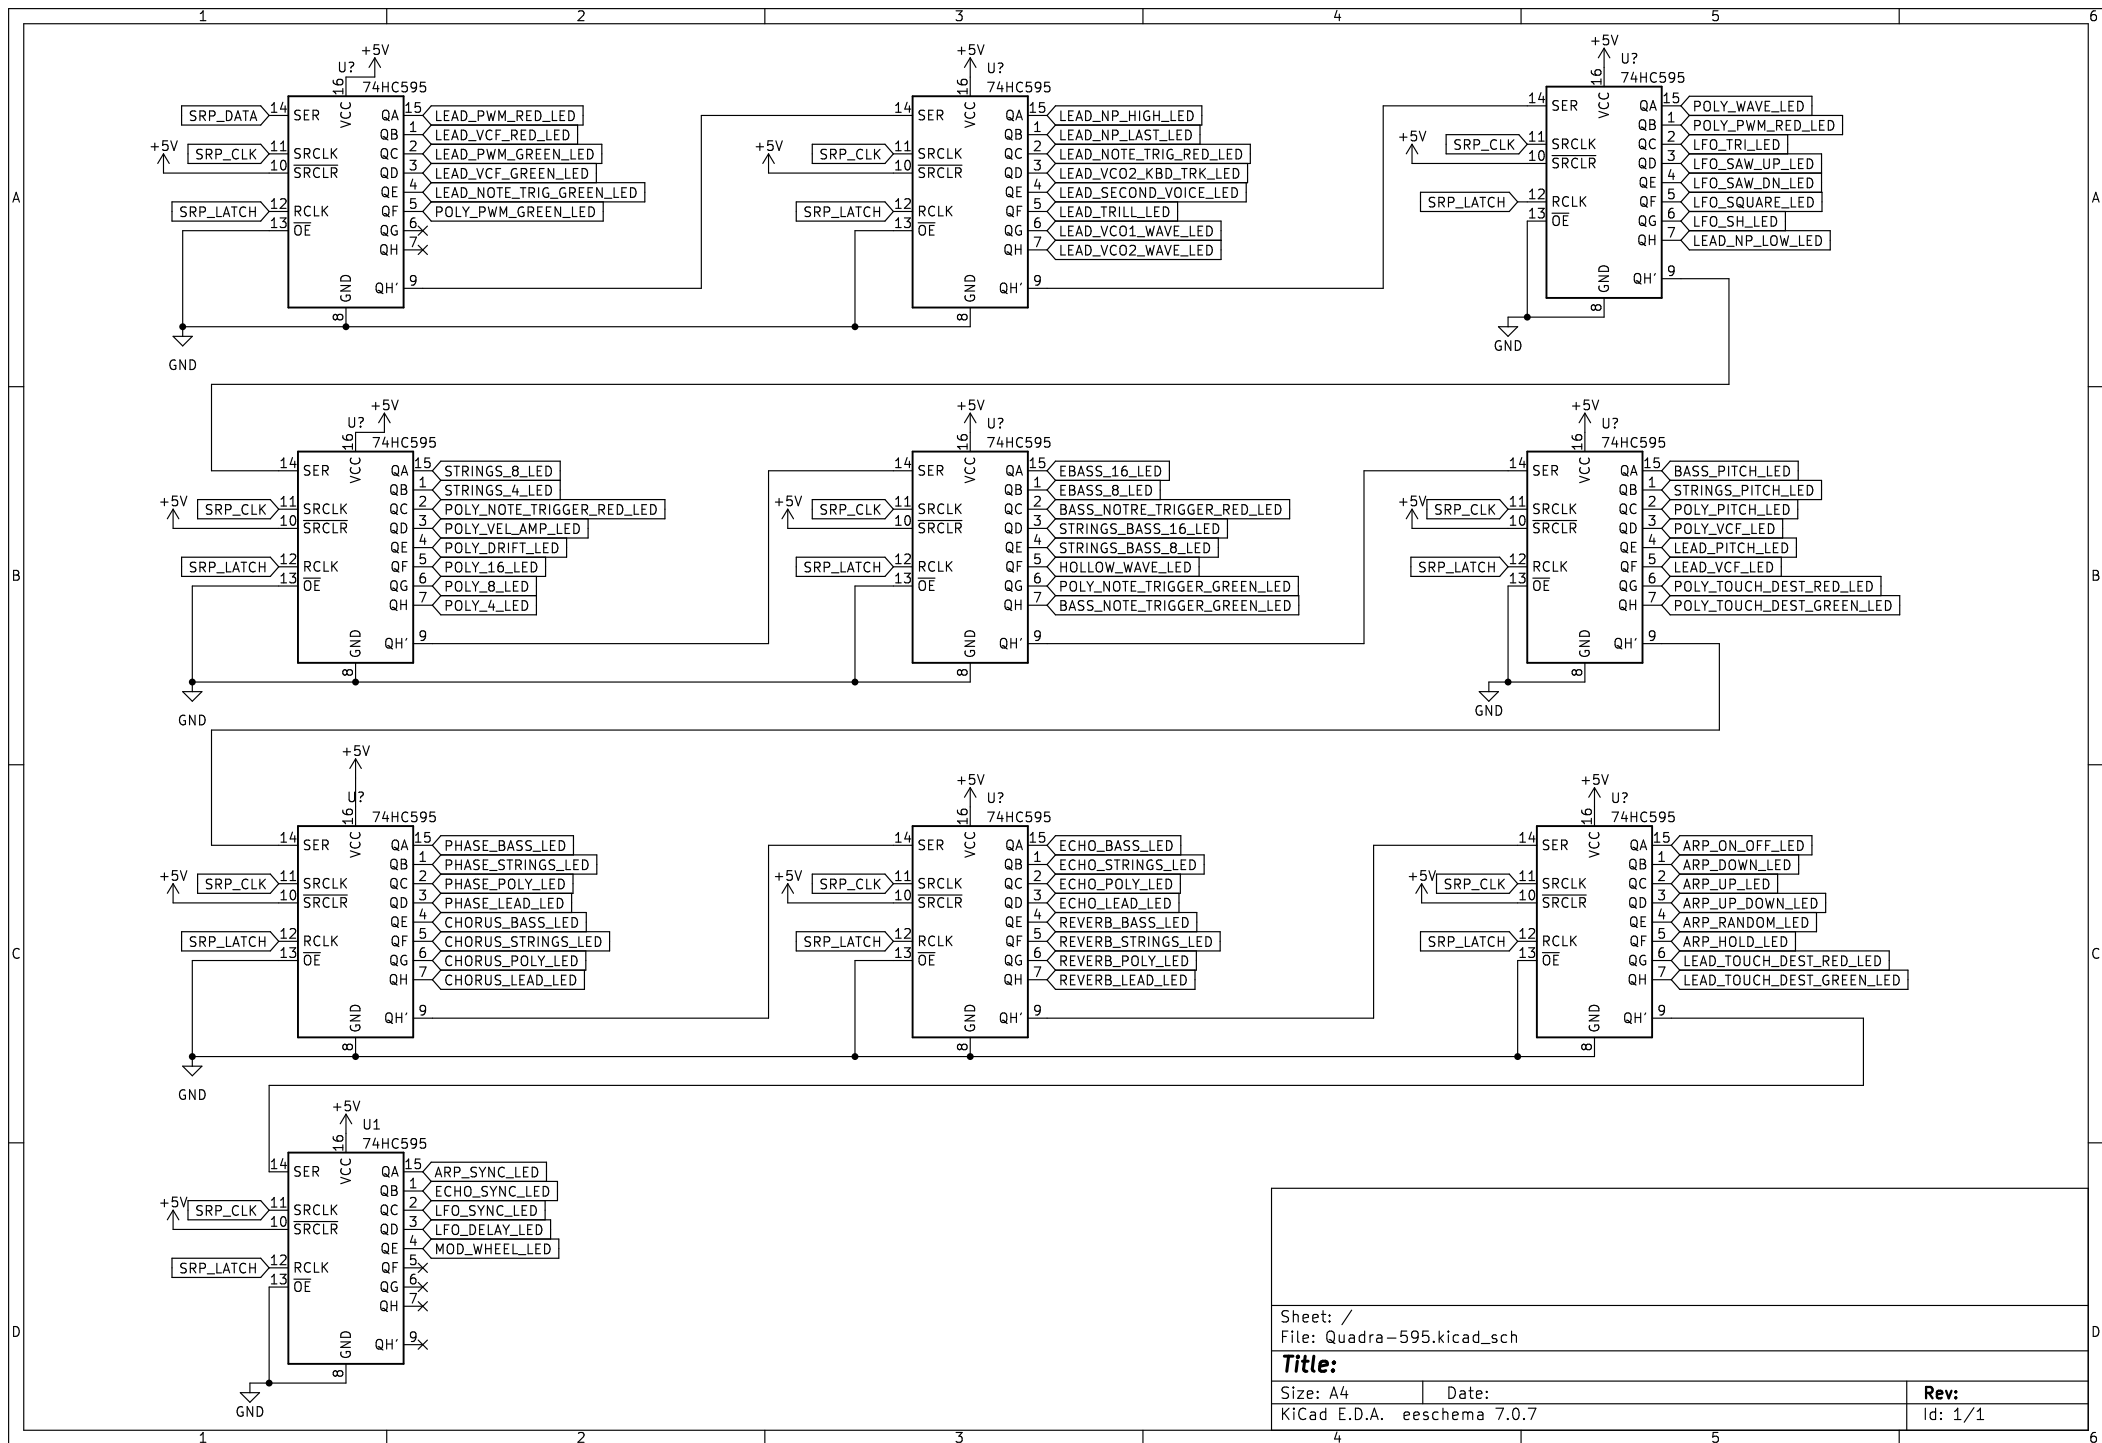 1 2 3 4 5 6
A
B
C
D
+5V
U?
74HC595
16
VCC
SRP_DATA 14 SER QA 15 LEAD_PWM_RED_LED
QB 1 LEAD_VCF_RED_LED
+5V SRP_CLK 11 SRCLK QC 2 LEAD_PWM_GREEN_LED
10 SRCLR QD 3 LEAD_VCF_GREEN_LED
QE 4 LEAD_NOTE_TRIG_GREEN_LED
SRP_LATCH 12 RCLK QF 5 POLY_PWM_GREEN_LED
13 OE QG 6
QH 7
GND QH' 9
8
GND
+5V
U?
74HC595
16
VCC
14 SER QA 15 LEAD_NP_HIGH_LED
QB 1 LEAD_NP_LAST_LED
+5V SRP_CLK 11 SRCLK QC 2 LEAD_NOTE_TRIG_RED_LED
10 SRCLR QD 3 LEAD_VCO2_KBD_TRK_LED
QE 4 LEAD_SECOND_VOICE_LED
SRP_LATCH 12 RCLK QF 5 LEAD_TRILL_LED
13 OE QG 6 LEAD_VCO1_WAVE_LED
QH 7 LEAD_VCO2_WAVE_LED
GND QH' 9
8
+5V
U?
74HC595
16
VCC
14 SER QA 15 POLY_WAVE_LED
QB 1 POLY_PWM_RED_LED
+5V SRP_CLK 11 SRCLK QC 2 LFO_TRI_LED
10 SRCLR QD 3 LFO_SAW_UP_LED
QE 4 LFO_SAW_DN_LED
SRP_LATCH 12 RCLK QF 5 LFO_SQUARE_LED
13 OE QG 6 LFO_SH_LED
QH 7 LEAD_NP_LOW_LED
GND QH' 9
8
GND
+5V
U?
74HC595
16
VCC
14 SER QA 15 STRINGS_8_LED
QB 1 STRINGS_4_LED
+5V SRP_CLK 11 SRCLK QC 2 POLY_NOTE_TRIGGER_RED_LED
10 SRCLR QD 3 POLY_VEL_AMP_LED
QE 4 POLY_DRIFT_LED
SRP_LATCH 12 RCLK QF 5 POLY_16_LED
13 OE QG 6 POLY_8_LED
QH 7 POLY_4_LED
GND QH' 9
8
GND
+5V
U?
74HC595
16
VCC
14 SER QA 15 EBASS_16_LED
QB 1 EBASS_8_LED
+5V SRP_CLK 11 SRCLK QC 2 BASS_NOTRE_TRIGGER_RED_LED
10 SRCLR QD 3 STRINGS_BASS_16_LED
QE 4 STRINGS_BASS_8_LED
SRP_LATCH 12 RCLK QF 5 HOLLOW_WAVE_LED
13 OE QG 6 POLY_NOTE_TRIGGER_GREEN_LED
QH 7 BASS_NOTE_TRIGGER_GREEN_LED
GND QH' 9
8
+5V
U?
74HC595
16
VCC
14 SER QA 15 BASS_PITCH_LED
QB 1 STRINGS_PITCH_LED
+5V SRP_CLK 11 SRCLK QC 2 POLY_PITCH_LED
10 SRCLR QD 3 POLY_VCF_LED
QE 4 LEAD_PITCH_LED
SRP_LATCH 12 RCLK QF 5 LEAD_VCF_LED
13 OE QG 6 POLY_TOUCH_DEST_RED_LED
QH 7 POLY_TOUCH_DEST_GREEN_LED
GND QH' 9
8
GND
+5V
U?
74HC595
16
VCC
14 SER QA 15 PHASE_BASS_LED
QB 1 PHASE_STRINGS_LED
+5V SRP_CLK 11 SRCLK QC 2 PHASE_POLY_LED
10 SRCLR QD 3 PHASE_LEAD_LED
QE 4 CHORUS_BASS_LED
SRP_LATCH 12 RCLK QF 5 CHORUS_STRINGS_LED
13 OE QG 6 CHORUS_POLY_LED
QH 7 CHORUS_LEAD_LED
GND QH' 9
8
GND
+5V
U?
74HC595
16
VCC
14 SER QA 15 ECHO_BASS_LED
QB 1 ECHO_STRINGS_LED
+5V SRP_CLK 11 SRCLK QC 2 ECHO_POLY_LED
10 SRCLR QD 3 ECHO_LEAD_LED
QE 4 REVERB_BASS_LED
SRP_LATCH 12 RCLK QF 5 REVERB_STRINGS_LED
13 OE QG 6 REVERB_POLY_LED
QH 7 REVERB_LEAD_LED
GND QH' 9
8
+5V
U?
74HC595
16
VCC
14 SER QA 15 ARP_ON_OFF_LED
QB 1 ARP_DOWN_LED
+5V SRP_CLK 11 SRCLK QC 2 ARP_UP_LED
10 SRCLR QD 3 ARP_UP_DOWN_LED
QE 4 ARP_RANDOM_LED
SRP_LATCH 12 RCLK QF 5 ARP_HOLD_LED
13 OE QG 6 LEAD_TOUCH_DEST_RED_LED
QH 7 LEAD_TOUCH_DEST_GREEN_LED
GND QH' 9
8
+5V
U1
74HC595
16
VCC
14 SER QA 15 ARP_SYNC_LED
QB 1 ECHO_SYNC_LED
+5V SRP_CLK 11 SRCLK QC 2 LFO_SYNC_LED
10 SRCLR QD 3 LFO_DELAY_LED
QE 4 MOD_WHEEL_LED
SRP_LATCH 12 RCLK QF 5
13 OE QG 6
QH 7
GND QH' 9
8
GND
Sheet: /
File: Quadra-595.kicad_sch
Title:
Size: A4 Date: Rev:
KiCad E.D.A. eeschema 7.0.7 Id: 1/1
A
B
C
D
1 2 3 4 5 6